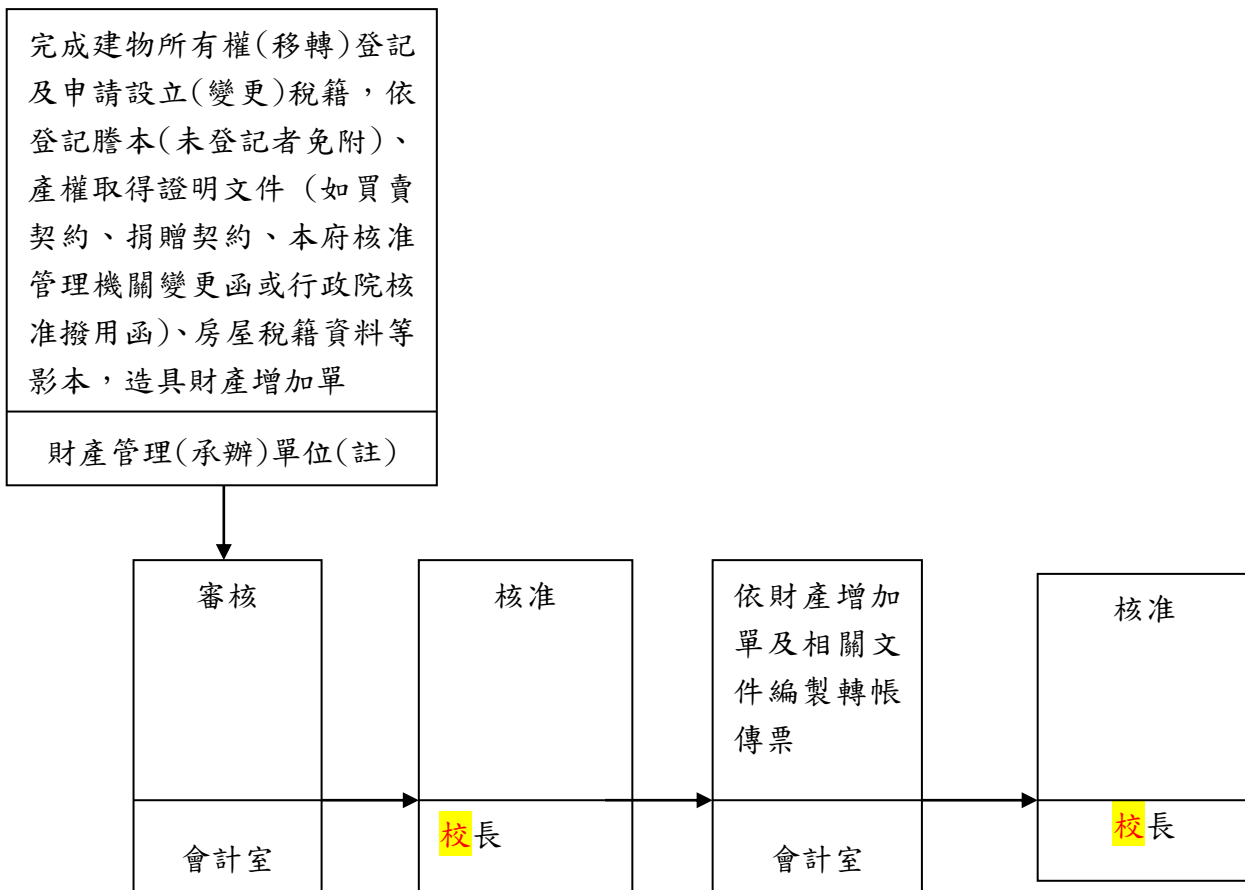 完成建物所有權(移轉)登記
及申請設立(變更)稅籍，依
登記謄本(未登記者免附)、
產權取得證明文件（如買賣
契約、捐贈契約、本府核准
管理機關變更函或行政院核
准撥用函)、房屋稅籍資料等
影本，造具財產增加單
財產管理(承辦)單位(註)
審核
會計室
核准
校長
依財產增加
單及相關文
件編製轉帳
傳票
會計室
核准
校長